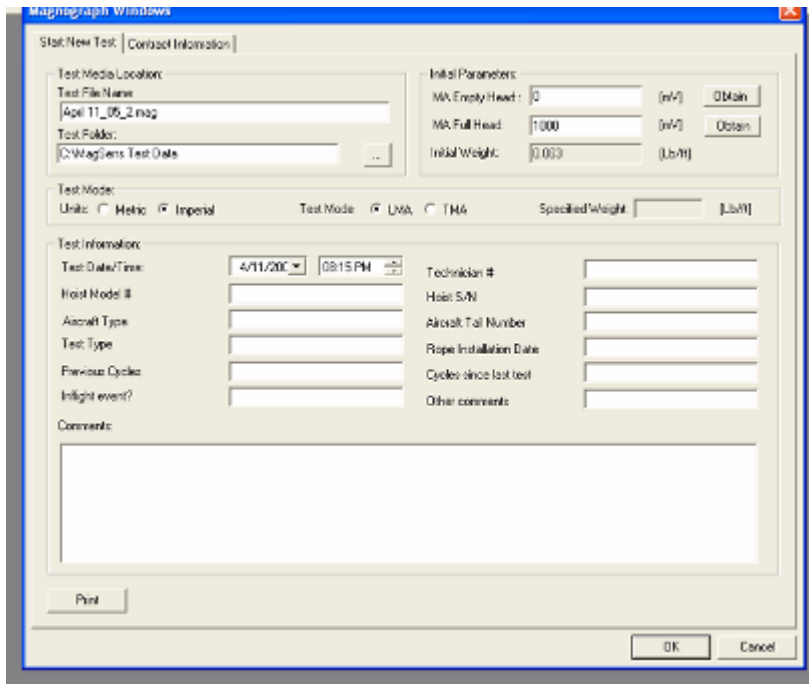 Magnograph Windows
Start New Test Contract Information
Test Media Location:
Test File Name:
April 11_05_2.mag
Test Folder:
C:\MagSens Test Data
...
Initial Parameters:
MA Empty Head : 0 [mV] Obtain
MA Full Head: 1000 [mV] Obtain
Initial Weight: 0.063 [Lb/ft]
Test Mode:
Units: Metric Imperial Test Mode LMA TMA Specified Weight: [Lb/ft]
Test Information:
Test Date/Time: 4/11/200 08:15 PM Technician #
Hoist Model # Hoist S/N
Aircraft Type Aircraft Tail Number
Test Type Rope Installation Date
Previous Cycles Cycles since last test
Inflight event? Other comments
Comments:
Print
OK Cancel